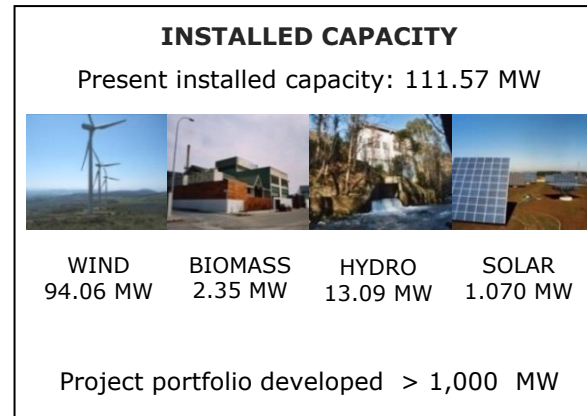 INSTALLED CAPACITY
Present installed capacity: 111.57 MW
WIND
94.06 MW
BIOMASS
2.35 MW
HYDRO
13.09 MW
SOLAR
1.070 MW
Project portfolio developed > 1,000 MW